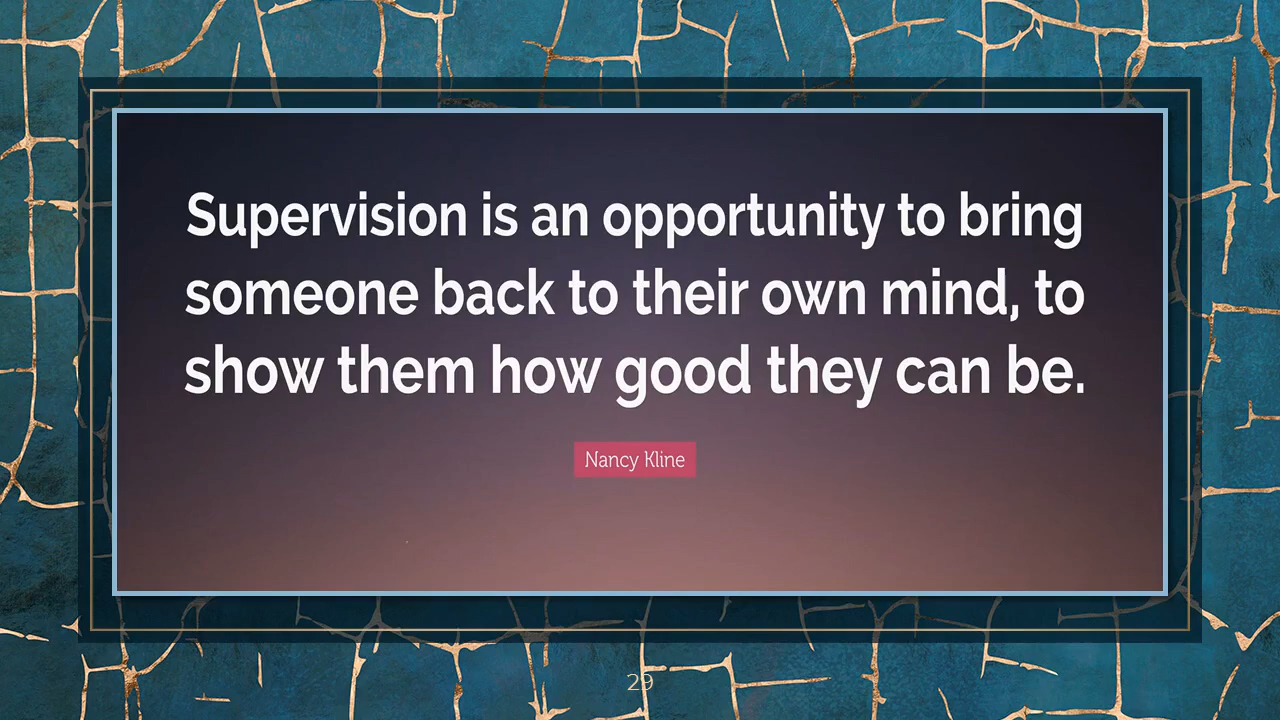 Supervision is an opportunity to bring
someone back to their own mind, to
show them how good they can be.
Nancy Kline
29